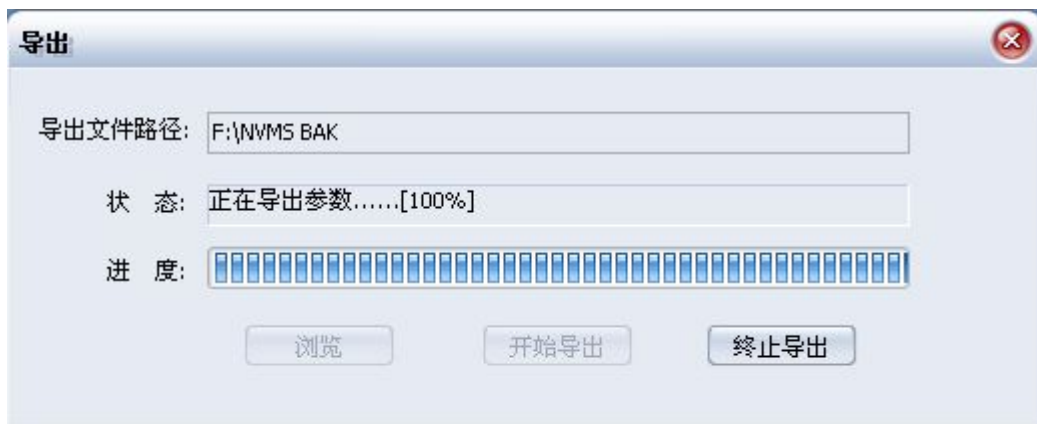 导出
导出文件路径: F:\NVMS BAK
状 态: 正在导出参数......[100%]
进 度:
浏览 开始导出 终止导出